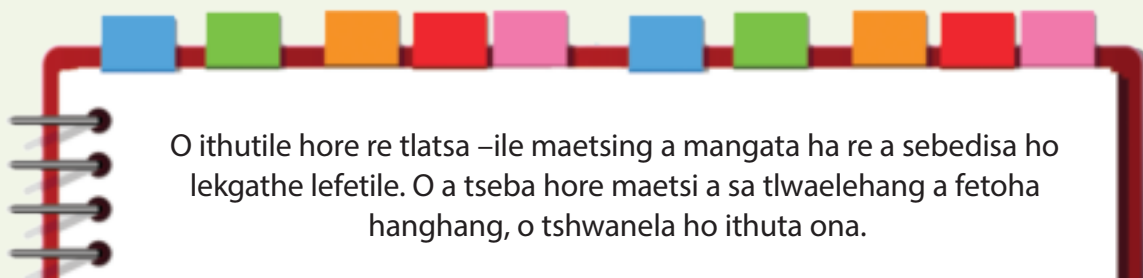 O ithutile hore re tlatsa –ile maetsing a mangata ha re a sebedisa ho
lekgathe lefetile. O a tseba hore maetsi a sa tlwaelehang a fetoha
hanghang, o tshwanela ho ithuta ona.